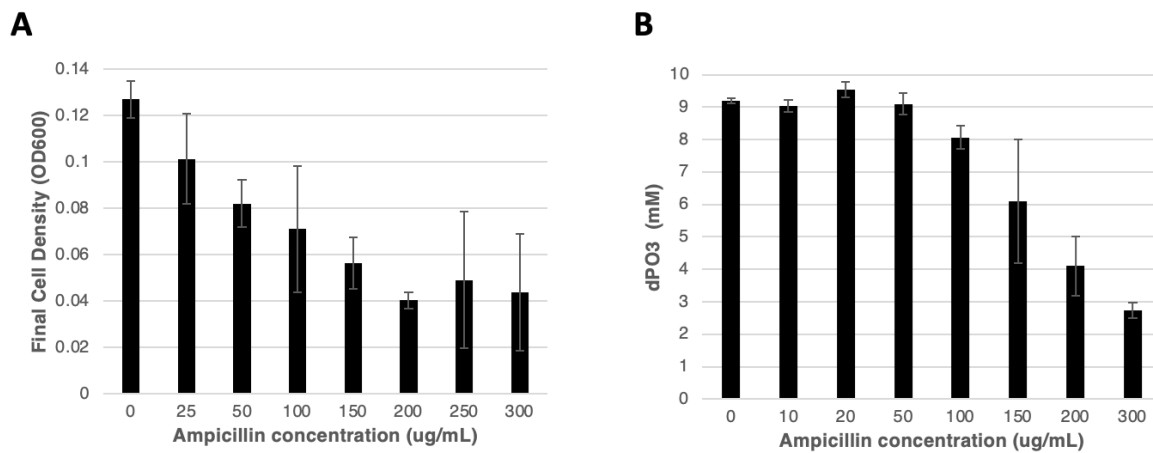 A
Final Cell Density (OD600)
0.14
0.12
0.1
0.08
0.06
0.04
0.02
0
0 25 50 100 150 200 250 300
Ampicillin concentration (ug/mL)
B
dPO3 (mM)
10
9
8
7
6
5
4
3
2
1
0
0 10 20 50 100 150 200 300
Ampicillin concentration (ug/mL)